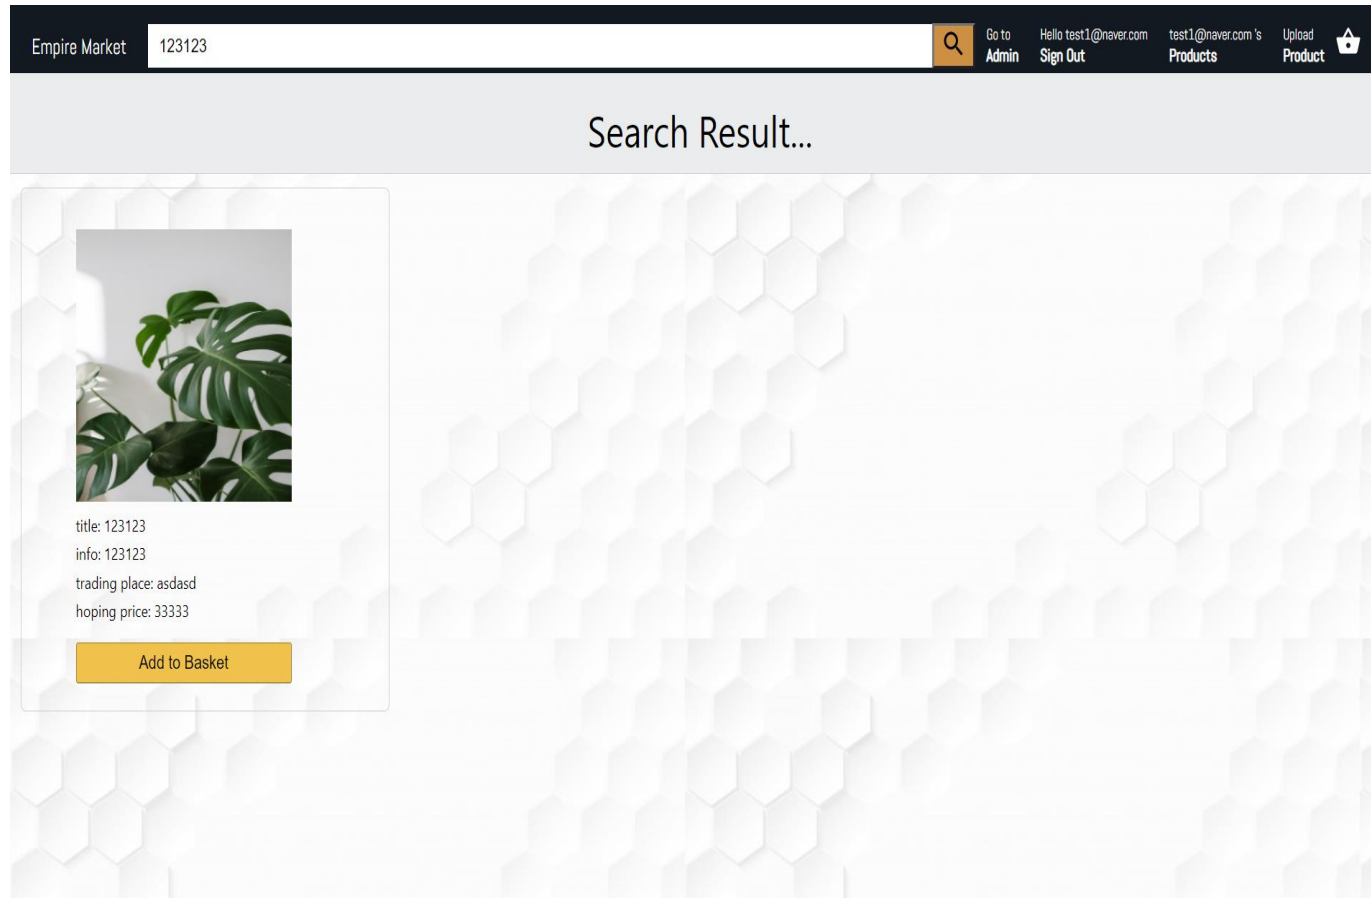 Empire Market
123123
Go to
Admin
Hello test1@naver.com
Sign Out
test1@naver.com 's
Products
Upload
Product
Search Result...
title: 123123
info: 123123
trading place: asdasd
hoping price: 33333
Add to Basket